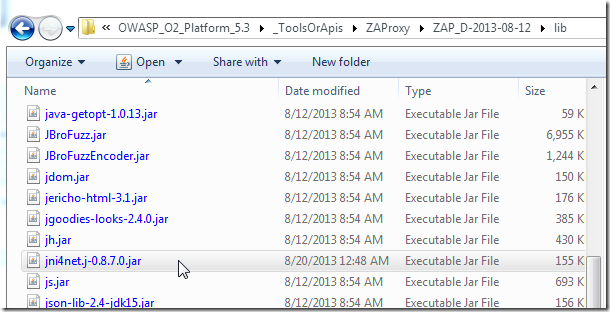 OWASP_O2_Platform_5.3 _ToolsOrApis ZAProxy ZAP_D-2013-08-12 lib
Organize Open Share with New folder
Name Date modified Type Size
java-getopt-1.0.13.jar 8/12/2013 8:54 AM Executable Jar File 59 K
JBroFuzz.jar 8/12/2013 8:54 AM Executable Jar File 6,955 K
JBroFuzzEncoder.jar 8/12/2013 8:54 AM Executable Jar File 1,244 K
jdom.jar 8/12/2013 8:54 AM Executable Jar File 150 K
jericho-html-3.1.jar 8/12/2013 8:54 AM Executable Jar File 176 K
jgoodies-looks-2.4.0.jar 8/12/2013 8:54 AM Executable Jar File 385 K
jh.jar 8/12/2013 8:54 AM Executable Jar File 430 K
jni4net.j-0.8.7.0.jar 8/20/2013 12:48 AM Executable Jar File 155 K
js.jar 8/12/2013 8:54 AM Executable Jar File 693 K
json-lib-2.4-jdk15.jar 8/12/2013 8:54 AM Executable Jar File 156 K